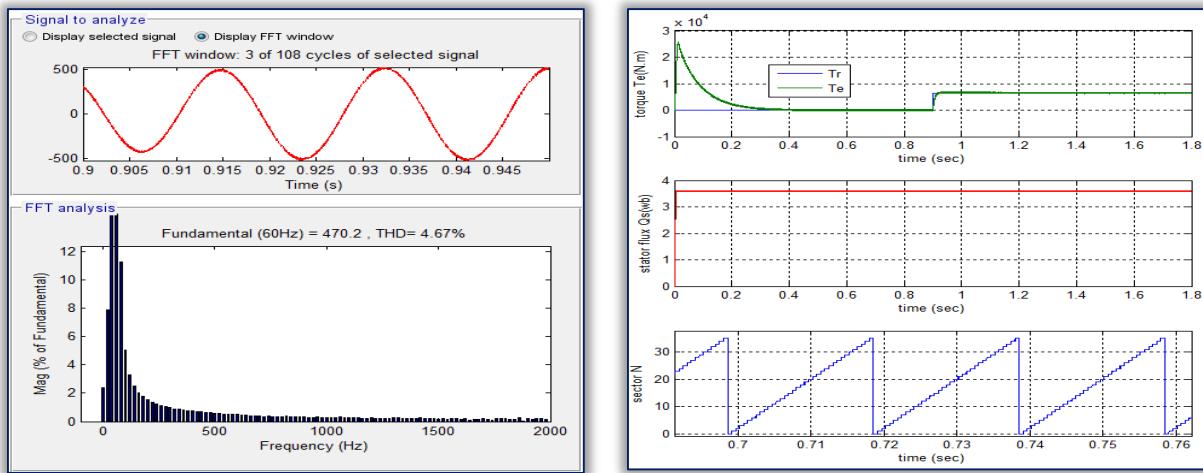 Signal to analyze
Display selected signal Display FFT window
FFT window: 3 of 108 cycles of selected signal
500
0
-500
0.9 0.905 0.91 0.915 0.92 0.925 0.93 0.935 0.94 0.945
Time (s)
FFT analysis
Fundamental (60Hz) = 470.2 , THD= 4.67%
Mag (% of Fundamental)
12
10
8
6
4
2
0
0 500 1000 1500 2000
Frequency (Hz)
x 10^4
torque Te(N.m)
3
2
1
0
-1
Tr
Te
0 0.2 0.4 0.6 0.8 1 1.2 1.4 1.6 1.8
time (sec)
stator flux Qs(wb)
4
3
2
1
0
0 0.2 0.4 0.6 0.8 1 1.2 1.4 1.6 1.8
time (sec)
sector N
30
20
10
0
0.7 0.71 0.72 0.73 0.74 0.75 0.76
time (sec)